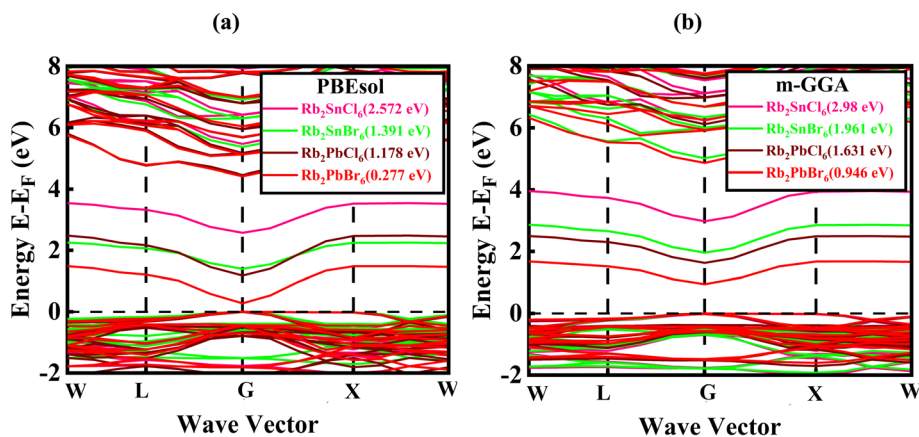 (a)
(b)
PBEsol
Rb₂SnCl₆(2.572 eV)
Rb₂SnBr₆(1.391 eV)
Rb₂PbCl₆(1.178 eV)
Rb₂PbBr₆(0.277 eV)
8
6
4
2
0
-2
Energy E-E_F (eV)
W L G X W
Wave Vector
m-GGA
Rb₂SnCl₆(2.98 eV)
Rb₂SnBr₆(1.961 eV)
Rb₂PbCl₆(1.631 eV)
Rb₂PbBr₆(0.946 eV)
8
6
4
2
0
-2
Energy E-E_F (eV)
W L G X W
Wave Vector